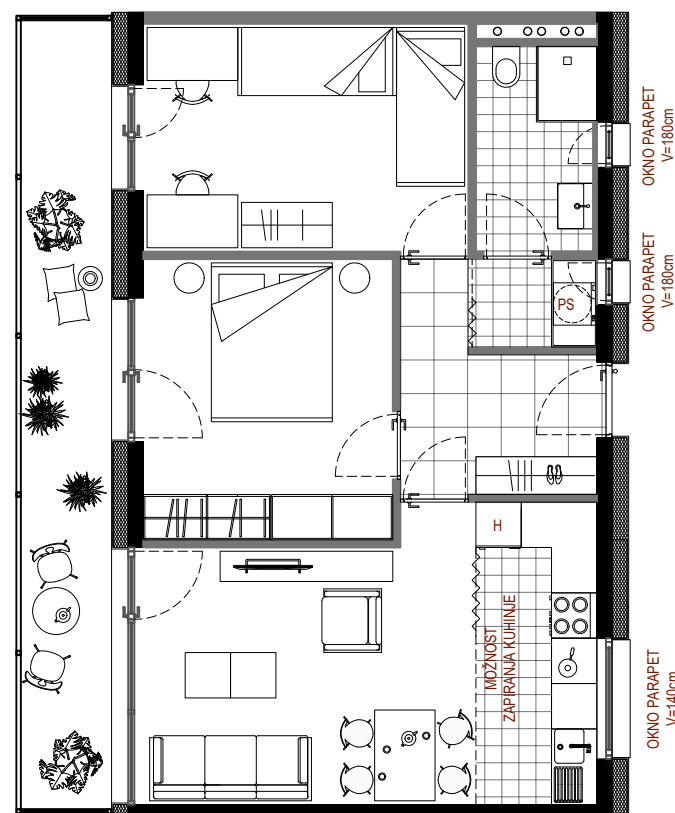 OKNO PARAPET
V=180cm
OKNO PARAPET
V=180cm
PS
H
MOŽNOST
ZAPIRANJA KUHINJE
OKNO PARAPET
V=140cm